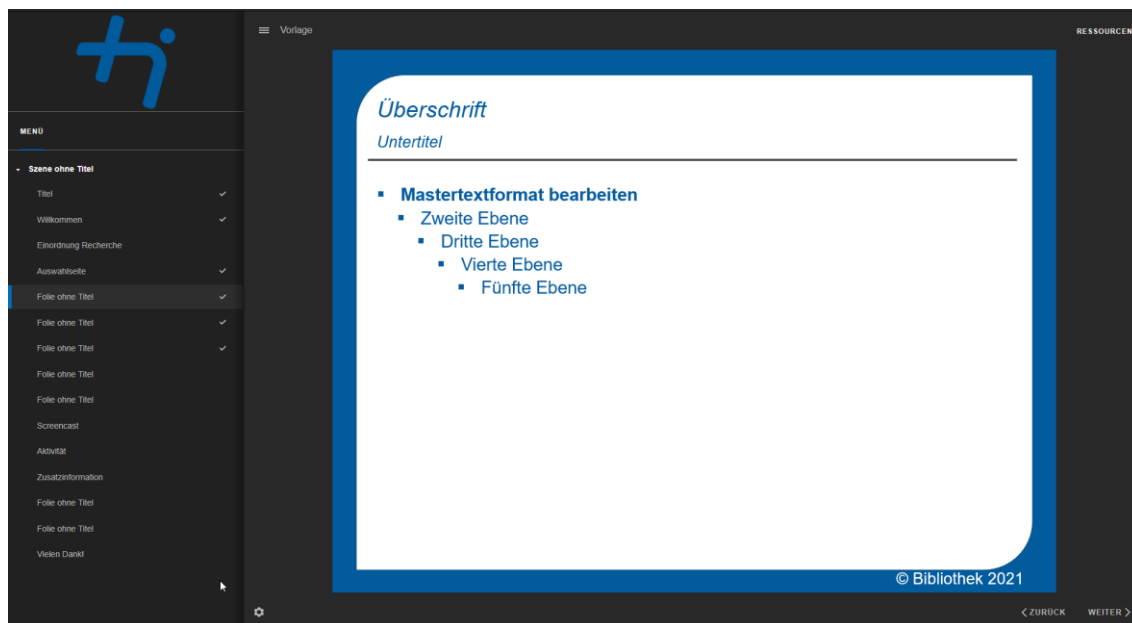 Vorlage
RESSOURCEN
MENÜ
Szene ohne Titel
Titel
Willkommen
Einordnung Recherche
Auswahlseite
Folie ohne Titel
Folie ohne Titel
Folie ohne Titel
Folie ohne Titel
Folie ohne Titel
Screencast
Aktivität
Zusatzinformation
Folie ohne Titel
Folie ohne Titel
Vielen Dank!
Überschrift
Untertitel
Mastertextformat bearbeiten
Zweite Ebene
Dritte Ebene
Vierte Ebene
Fünfte Ebene
© Bibliothek 2021
ZURÜCK
WEITER